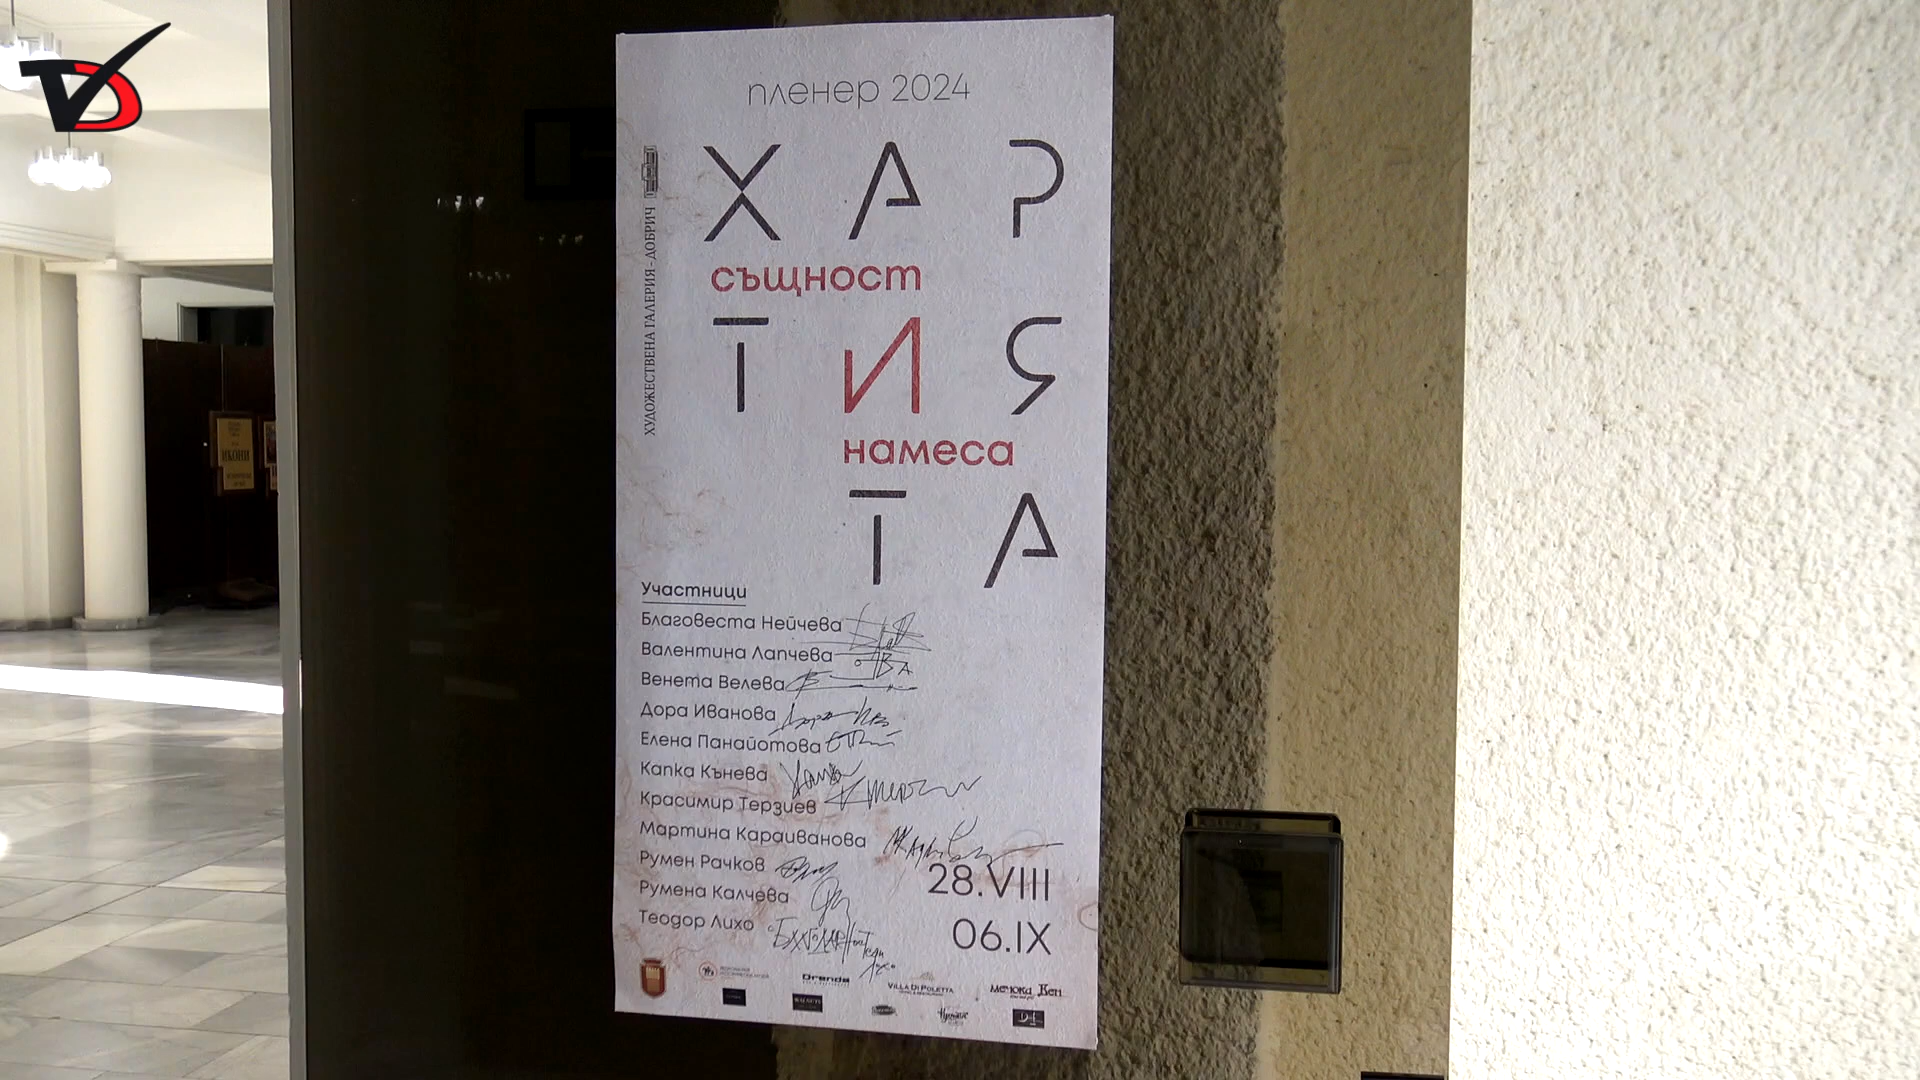 пленер 2024
ХУДОЖЕСТВЕНА ГАЛЕРИЯ - ДОБРИЧ
ХАР
същност
ТИЯ
намеса
ТА
Участници
Благовеста Нейчева
Валентина Лапчева
Венета Велева
Дора Иванова
Елена Панайотова
Капка Кънева
Красимир Терзиев
Мартина Караиванова
Румен Рачков
Румена Калчева
Теодор Лихо
28.VIII
06.IX
VILLA DI POLETTA
ИКОНИ